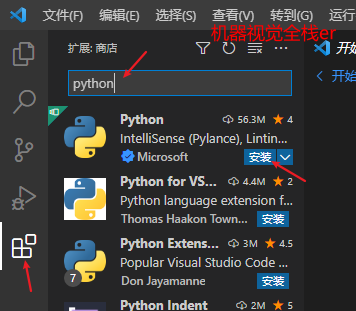 文件(F) 编辑(E) 选择(S) 查看(V) 转到(G)
机器视觉全栈er
扩展: 商店
python
开始
Python 56.3M 4
IntelliSense (Pylance), Lintin...
Microsoft 安装
Python for VS... 4.4M 2
Python language extension f...
Thomas Haakon Town... 安装
Python Exten... 3M 4.5
Popular Visual Studio Code ...
7
Don Jayamanne 安装
Python Indent 2M 5